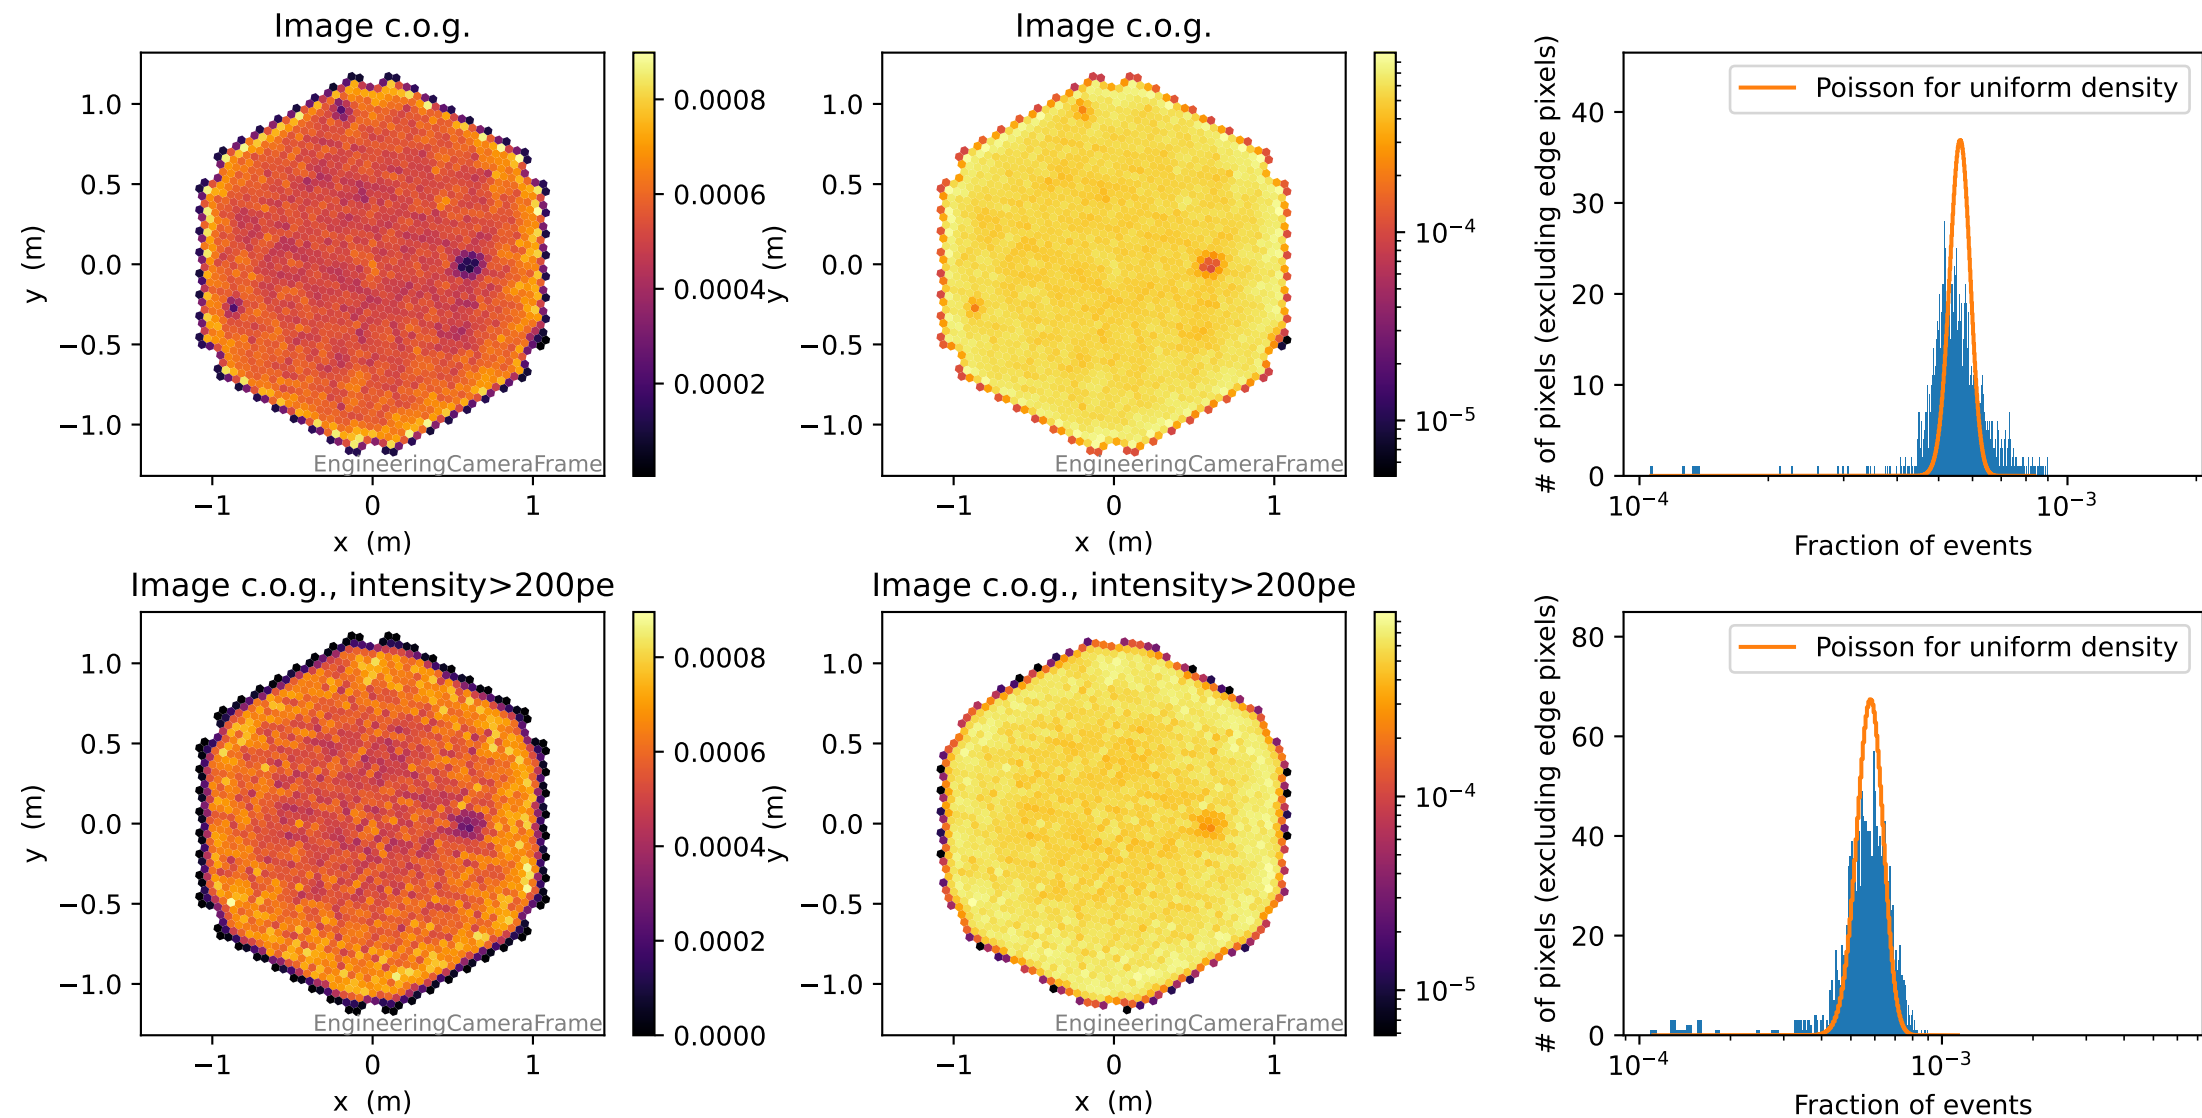 Image c.o.g.
1.0
0.5
0.0
−0.5
−1.0
y (m)
−1
0
1
x (m)
EngineeringCameraFrame
0.0008
0.0006
0.0004
0.0002
Image c.o.g.
1.0
0.5
0.0
−0.5
−1.0
y (m)
−1
0
1
x (m)
EngineeringCameraFrame
10−4
10−5
# of pixels (excluding edge pixels)
40
30
20
10
0
Poisson for uniform density
10−4
10−3
Fraction of events
Image c.o.g., intensity>200pe
1.0
0.5
0.0
−0.5
−1.0
y (m)
−1
0
1
x (m)
EngineeringCameraFrame
0.0008
0.0006
0.0004
0.0002
0.0000
Image c.o.g., intensity>200pe
1.0
0.5
0.0
−0.5
−1.0
y (m)
−1
0
1
x (m)
EngineeringCameraFrame
10−4
10−5
# of pixels (excluding edge pixels)
80
60
40
20
0
Poisson for uniform density
10−4
10−3
Fraction of events